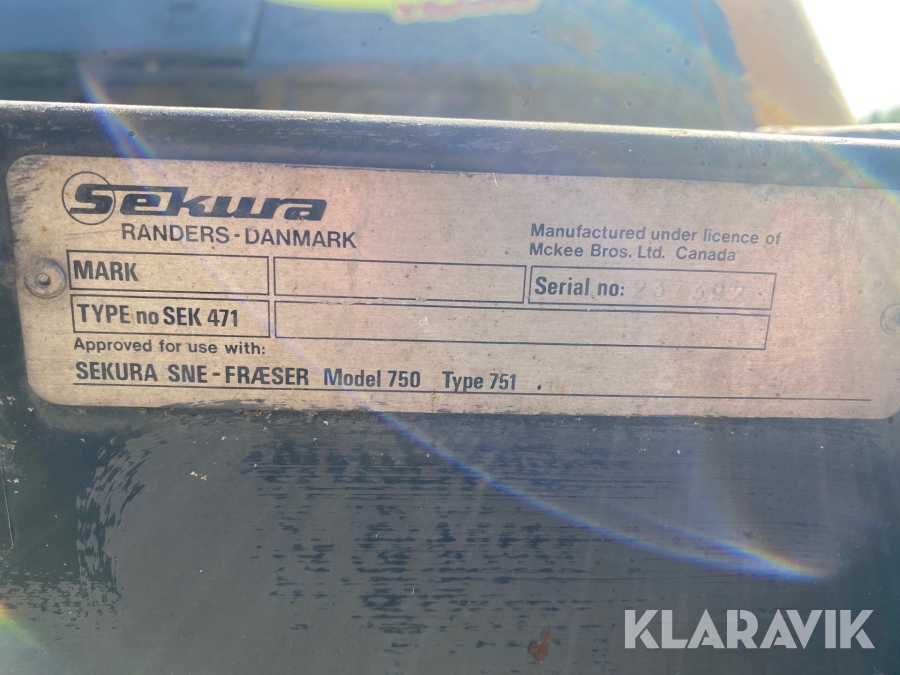 Sekura
RANDERS-DANMARK
Manufactured under licence of
Mckee Bros. Ltd. Canada
MARK
Serial no:
TYPE no SEK 471
Approved for use with:
SEKURA SNE-FRÆSER Model 750 Type 751 .
KLARAVIK